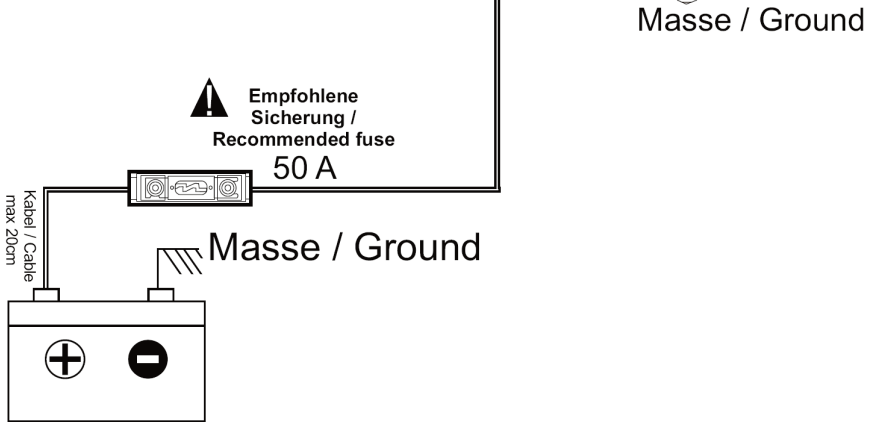 Masse / Ground
Empfohlene
Sicherung /
Recommended fuse
50 A
Kabel / Cable
max 20cm
Masse / Ground